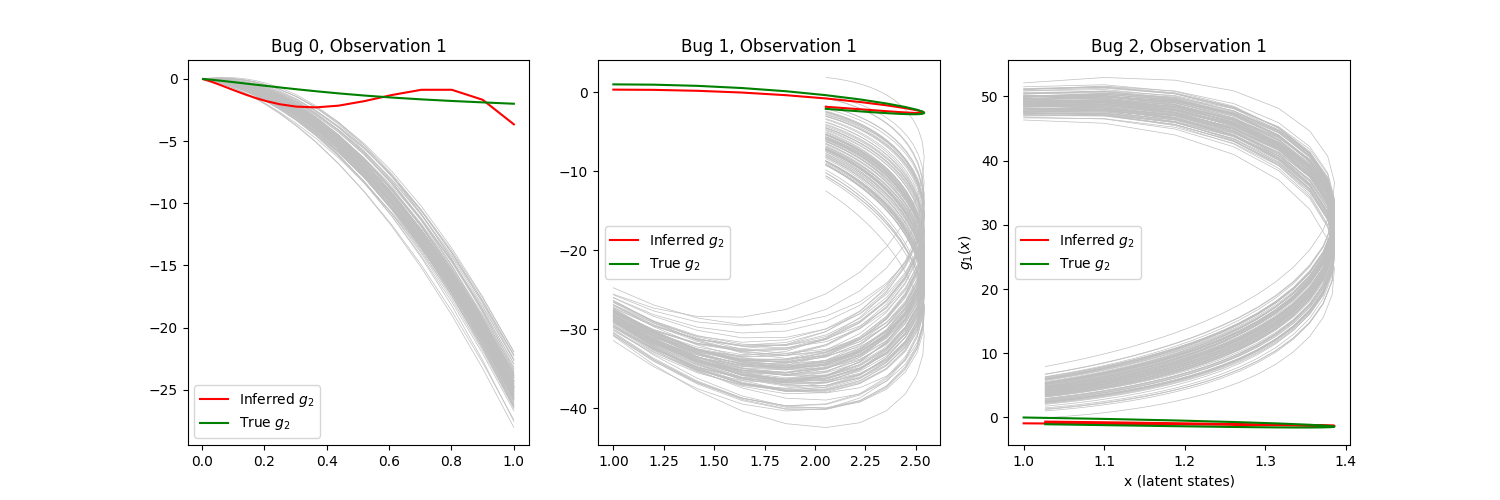 Bug 0, Observation 1
0
−5
−10
−15
−20
−25
0.0 0.2 0.4 0.6 0.8 1.0
Inferred g₂
True g₂
Bug 1, Observation 1
0
−10
−20
−30
−40
1.00 1.25 1.50 1.75 2.00 2.25 2.50
Inferred g₂
True g₂
Bug 2, Observation 1
g₁(x)
50
40
30
20
10
0
1.0 1.1 1.2 1.3 1.4
x (latent states)
Inferred g₂
True g₂